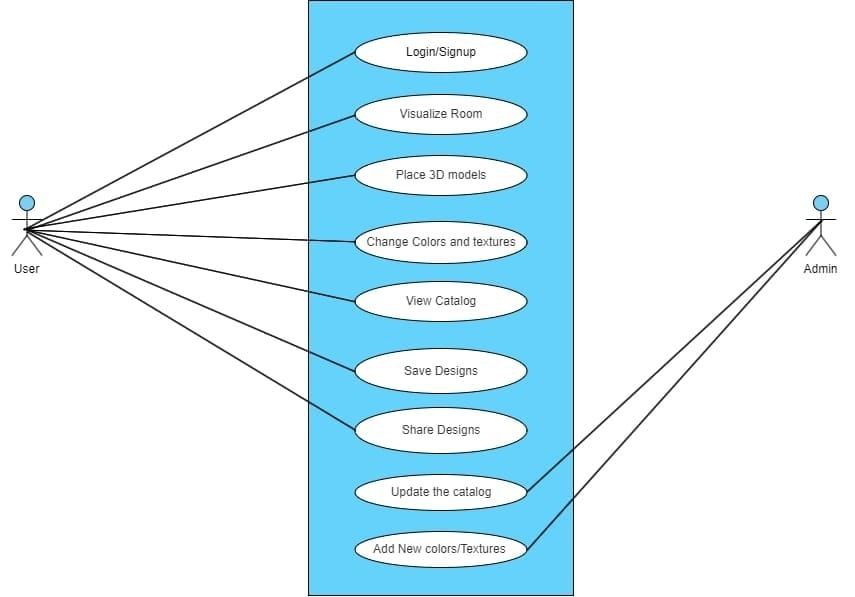 Login/Signup
Visualize Room
Place 3D models
Change Colors and textures
View Catalog
Save Designs
Share Designs
Update the catalog
Add New colors/Textures
User
Admin